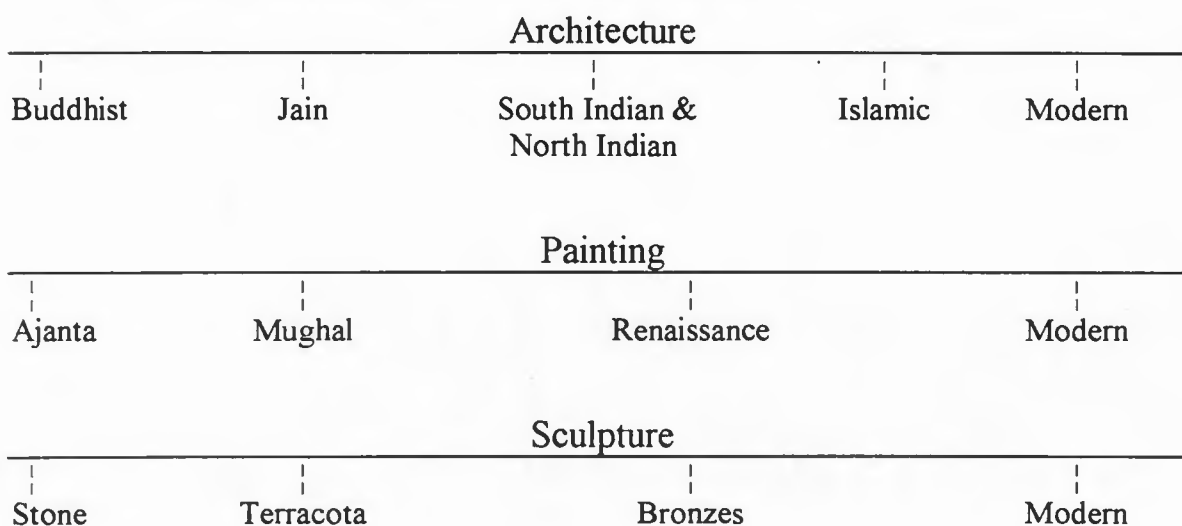 Architecture
Buddhist Jain South Indian & Islamic Modern
North Indian
Painting
Ajanta Mughal Renaissance Modern
Sculpture
Stone Terracota Bronzes Modern